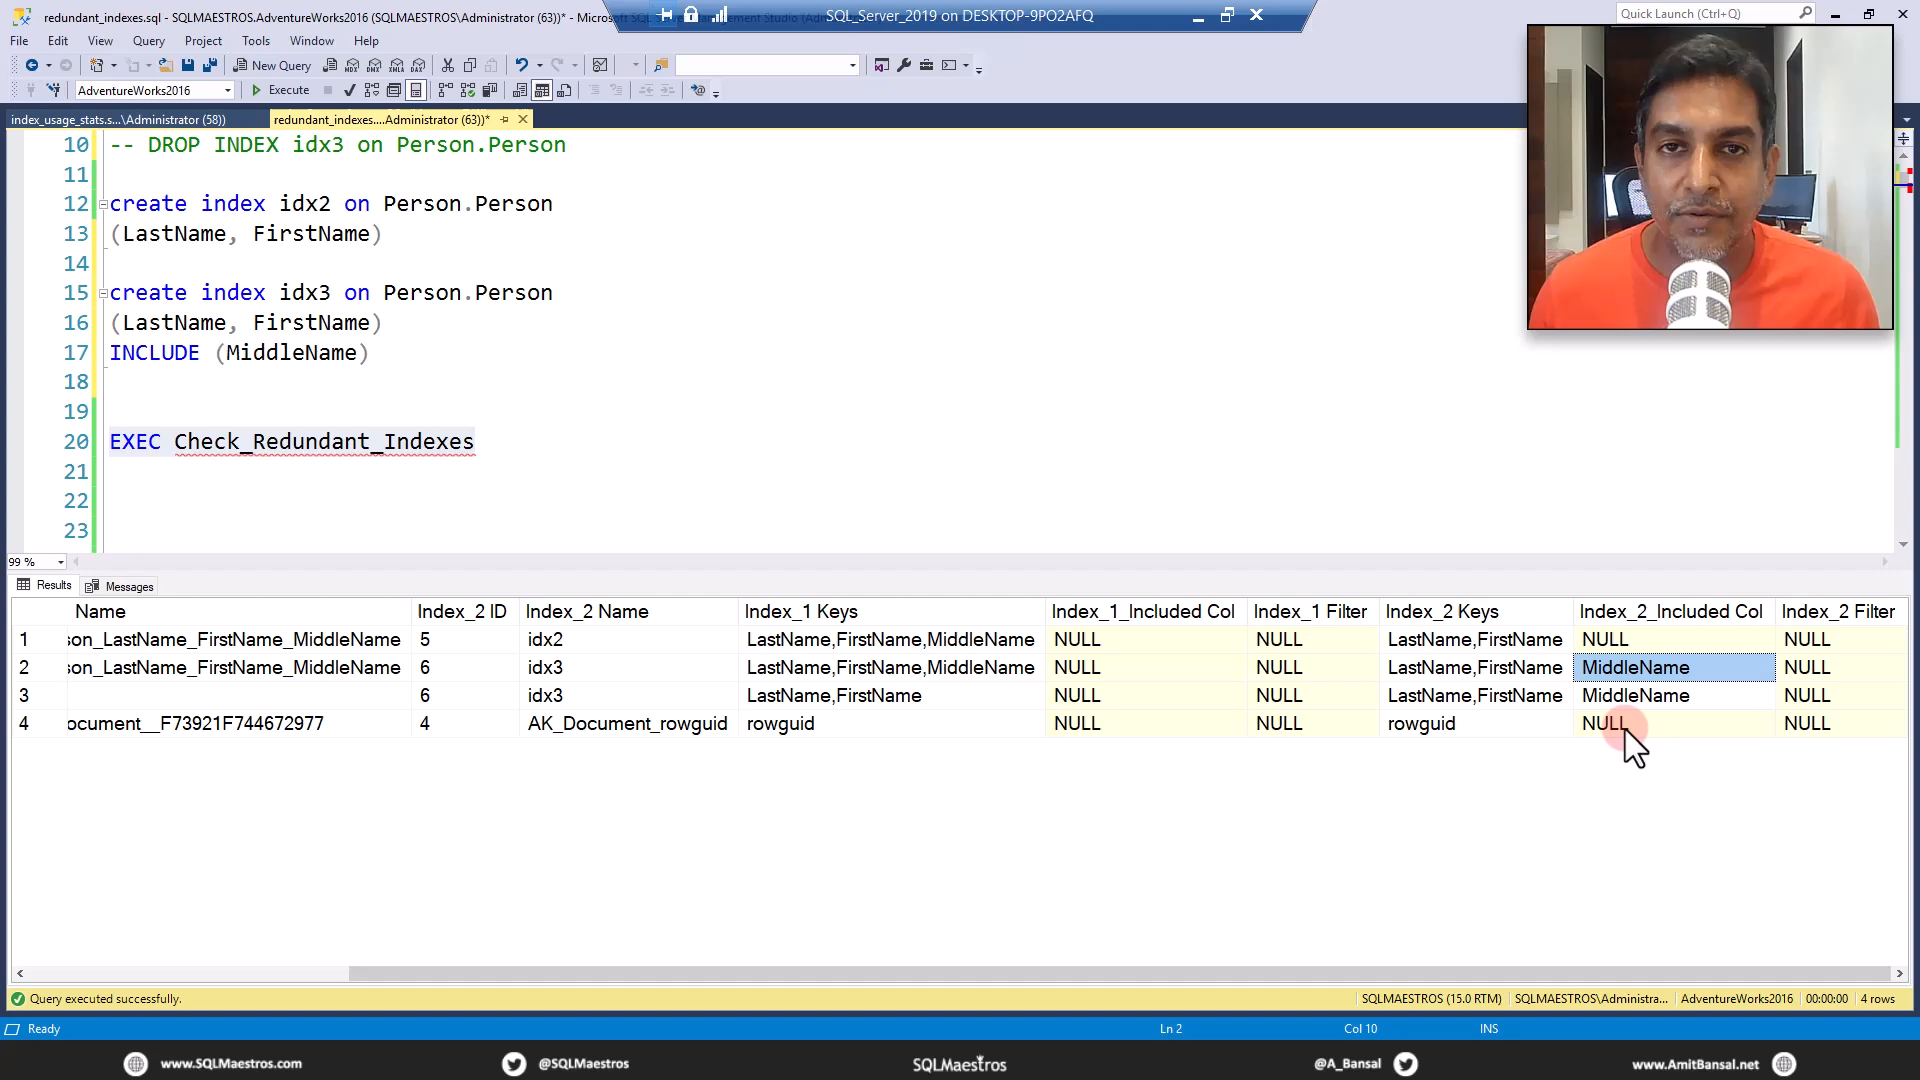 redundant_indexes.sql - SQLMAESTROS.AdventureWorks2016 (SQLMAESTROS\Administrator (63))* - Micros
SQL_Server_2019 on DESKTOP-9PO2AFQ
Quick Launch (Ctrl+Q)
File Edit View Query Project Tools Window Help
New Query
MDX DMX XMLA DAX
AdventureWorks2016
Execute
index_usage_stats.s...\Administrator (58))
redundant_indexes....Administrator (63))*
10 -- DROP INDEX idx3 on Person.Person
11
12 create index idx2 on Person.Person
13 (LastName, FirstName)
14
15 create index idx3 on Person.Person
16 (LastName, FirstName)
17 INCLUDE (MiddleName)
18
19
20 EXEC Check_Redundant_Indexes
21
22
23
99 %
Results Messages
Name Index_2 ID Index_2 Name Index_1 Keys Index_1_Included Col Index_1 Filter Index_2 Keys Index_2_Included Col Index_2 Filter
1 son_LastName_FirstName_MiddleName 5 idx2 LastName,FirstName,MiddleName NULL NULL LastName,FirstName NULL NULL
2 son_LastName_FirstName_MiddleName 6 idx3 LastName,FirstName,MiddleName NULL NULL LastName,FirstName MiddleName NULL
3 6 idx3 LastName,FirstName NULL NULL LastName,FirstName MiddleName NULL
4 ocument__F73921F744672977 4 AK_Document_rowguid rowguid NULL NULL rowguid NULL NULL
Query executed successfully.
SQLMAESTROS (15.0 RTM) SQLMAESTROS\Administra... AdventureWorks2016 00:00:00 4 rows
Ready
Ln 2 Col 10 INS
www.SQLMaestros.com @SQLMaestros SQLMaestros @A_Bansal www.AmitBansal.net